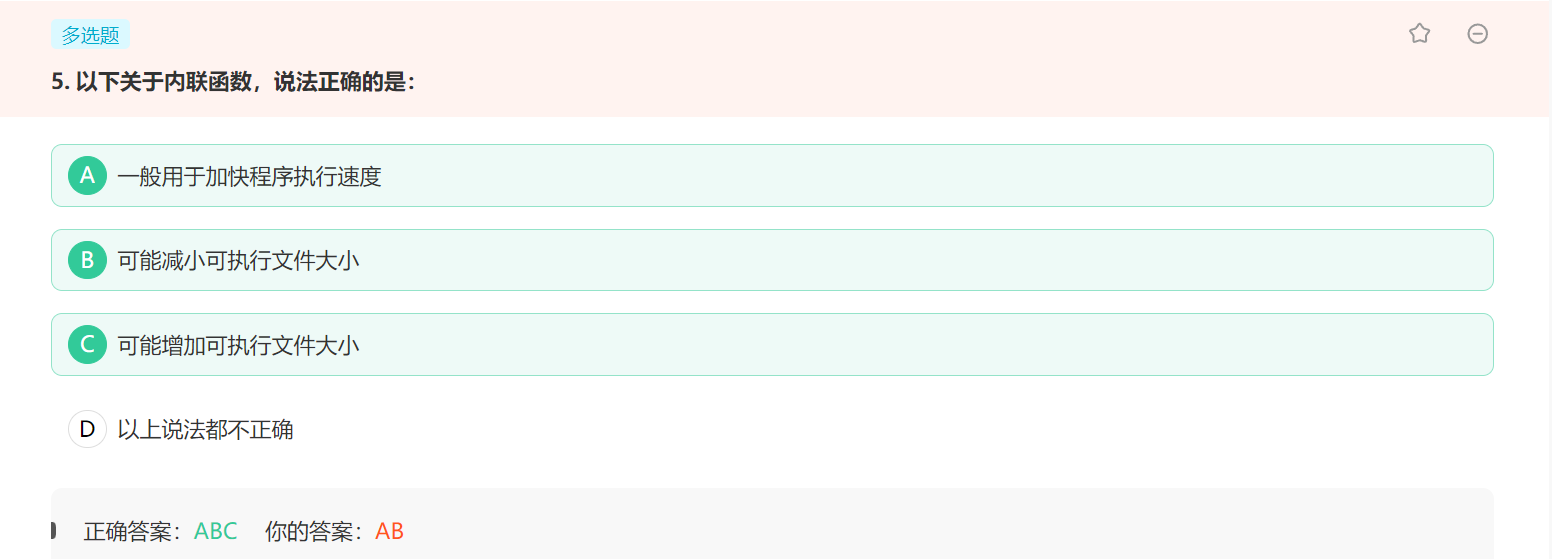 多选题
5. 以下关于内联函数，说法正确的是：
A 一般用于加快程序执行速度
B 可能减小可执行文件大小
C 可能增加可执行文件大小
D 以上说法都不正确
正确答案：ABC 你的答案：AB